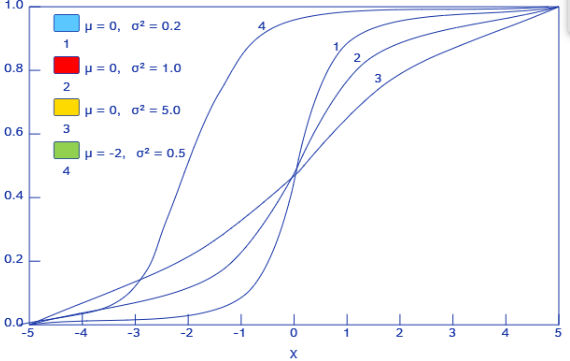 1.0
μ = 0, σ² = 0.2
1
μ = 0, σ² = 1.0
2
μ = 0, σ² = 5.0
3
μ = -2, σ² = 0.5
4
4
1
2
3
0.8
0.6
0.4
0.2
0.0
-5 -4 -3 -2 -1 0 1 2 3 4 5
X